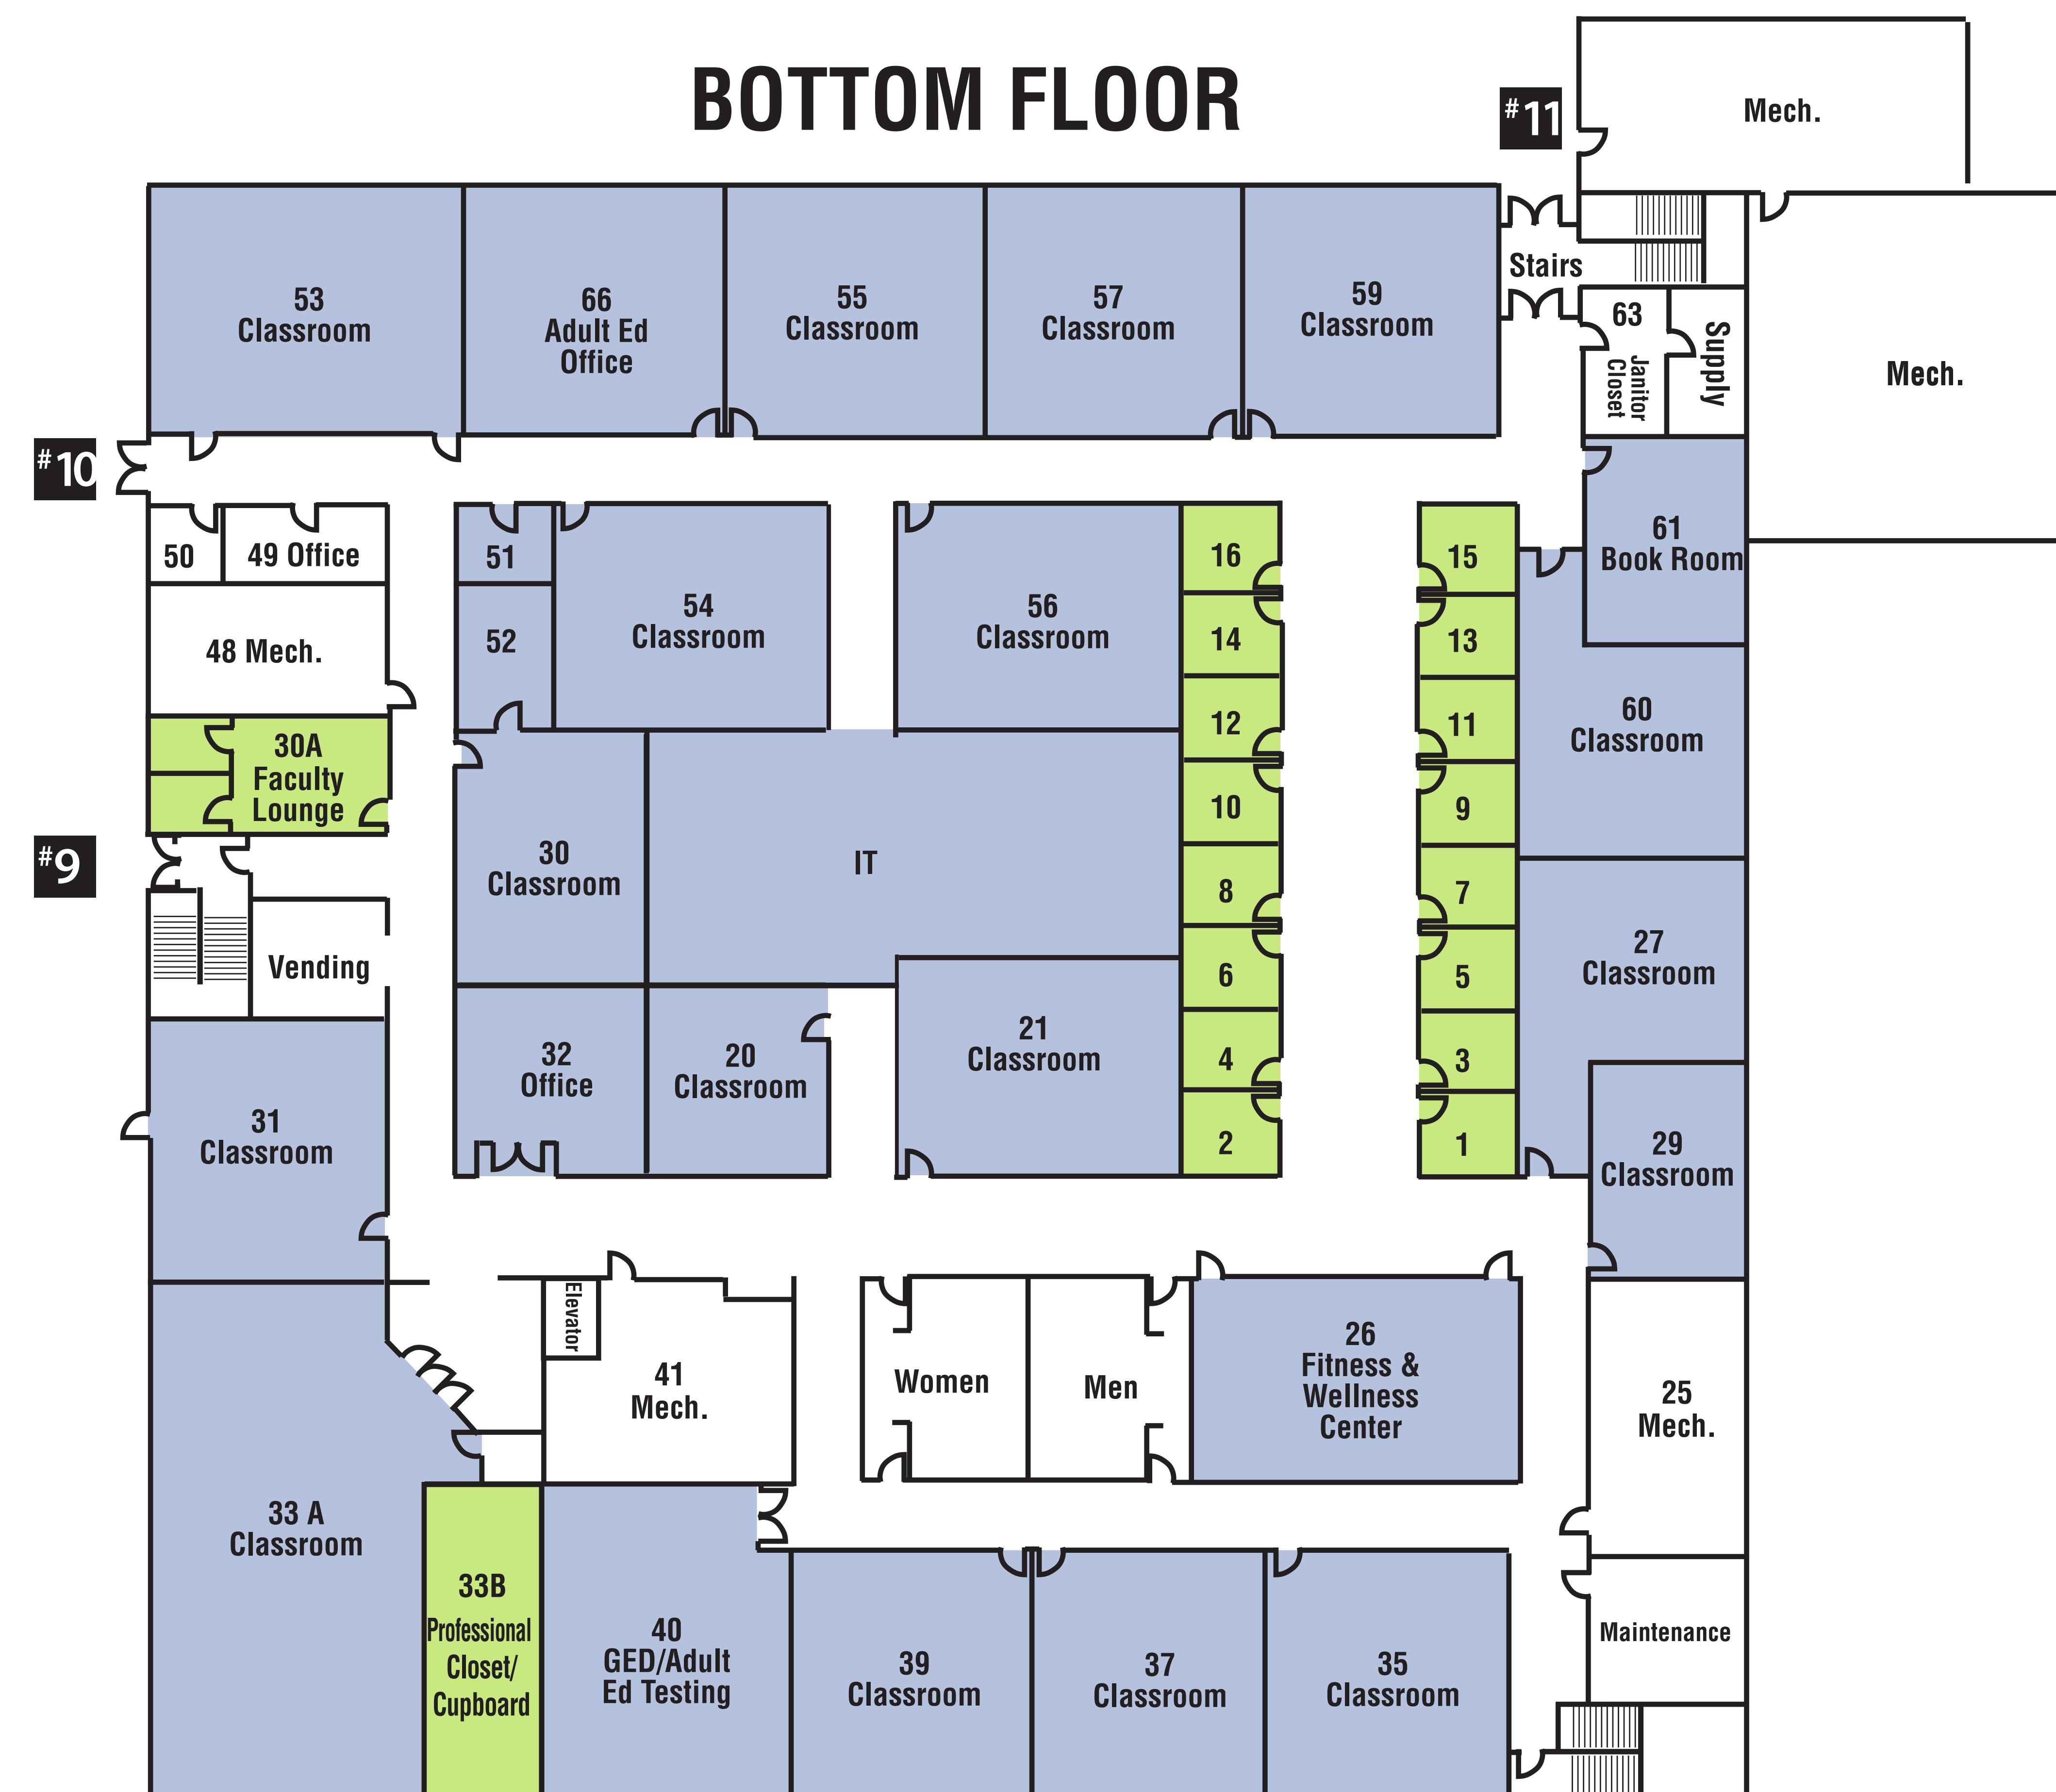 BOTTOM FLOOR
#11
Mech.
Stairs
53
Classroom
66
Adult Ed
Office
55
Classroom
57
Classroom
59
Classroom
63
Janitor
Closet
Supply
Mech.
#10
50
49 Office
51
54
Classroom
56
Classroom
16
15
61
Book Room
48 Mech.
52
14
13
12
11
60
Classroom
30A
Faculty
Lounge
10
9
#9
30
Classroom
IT
8
7
27
Classroom
Vending
6
5
31
Classroom
32
Office
20
Classroom
21
Classroom
4
3
2
1
29
Classroom
Elevator
41
Mech.
Women
Men
26
Fitness &
Wellness
Center
25
Mech.
33 A
Classroom
33B
Professional
Closet/
Cupboard
40
GED/Adult
Ed Testing
39
Classroom
37
Classroom
35
Classroom
Maintenance